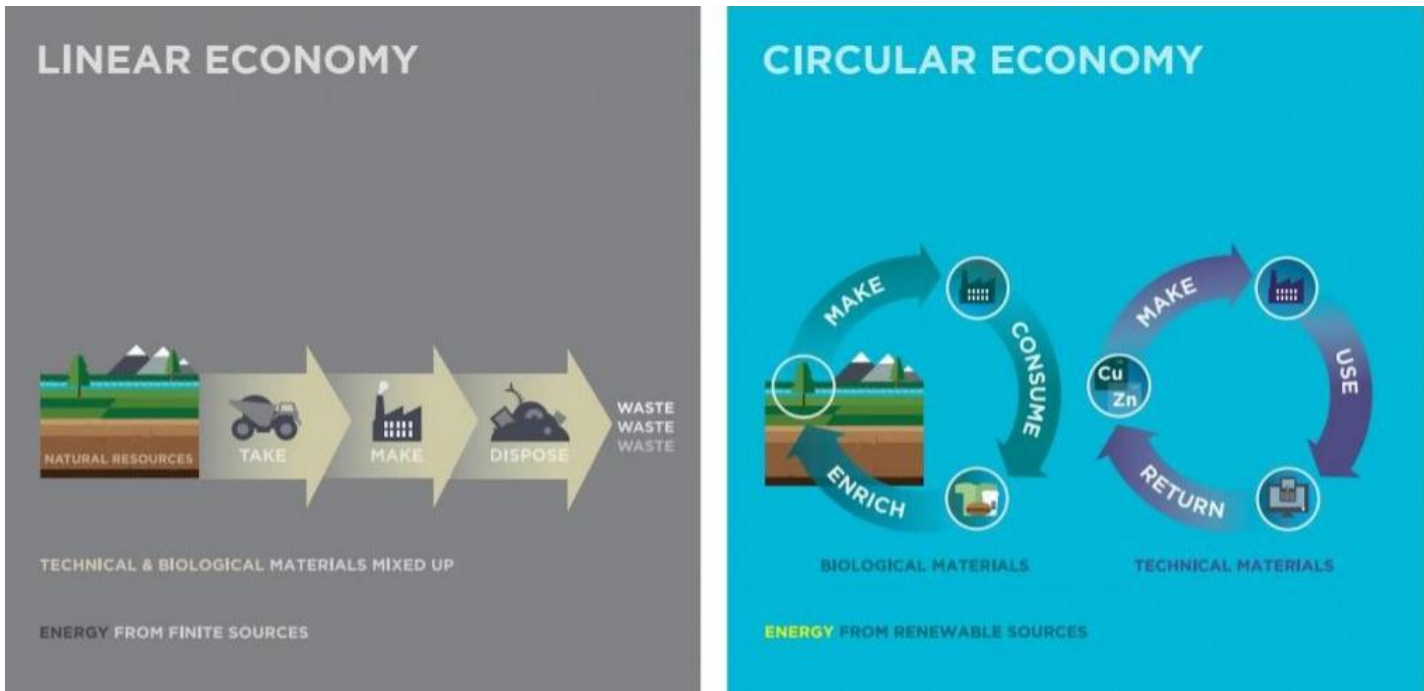 LINEAR ECONOMY
NATURAL RESOURCES
TAKE
MAKE
DISPOSE
WASTE
WASTE
WASTE
TECHNICAL & BIOLOGICAL MATERIALS MIXED UP
ENERGY FROM FINITE SOURCES
CIRCULAR ECONOMY
MAKE
CONSUME
ENRICH
BIOLOGICAL MATERIALS
MAKE
USE
RETURN
Cu
Zn
TECHNICAL MATERIALS
ENERGY FROM RENEWABLE SOURCES